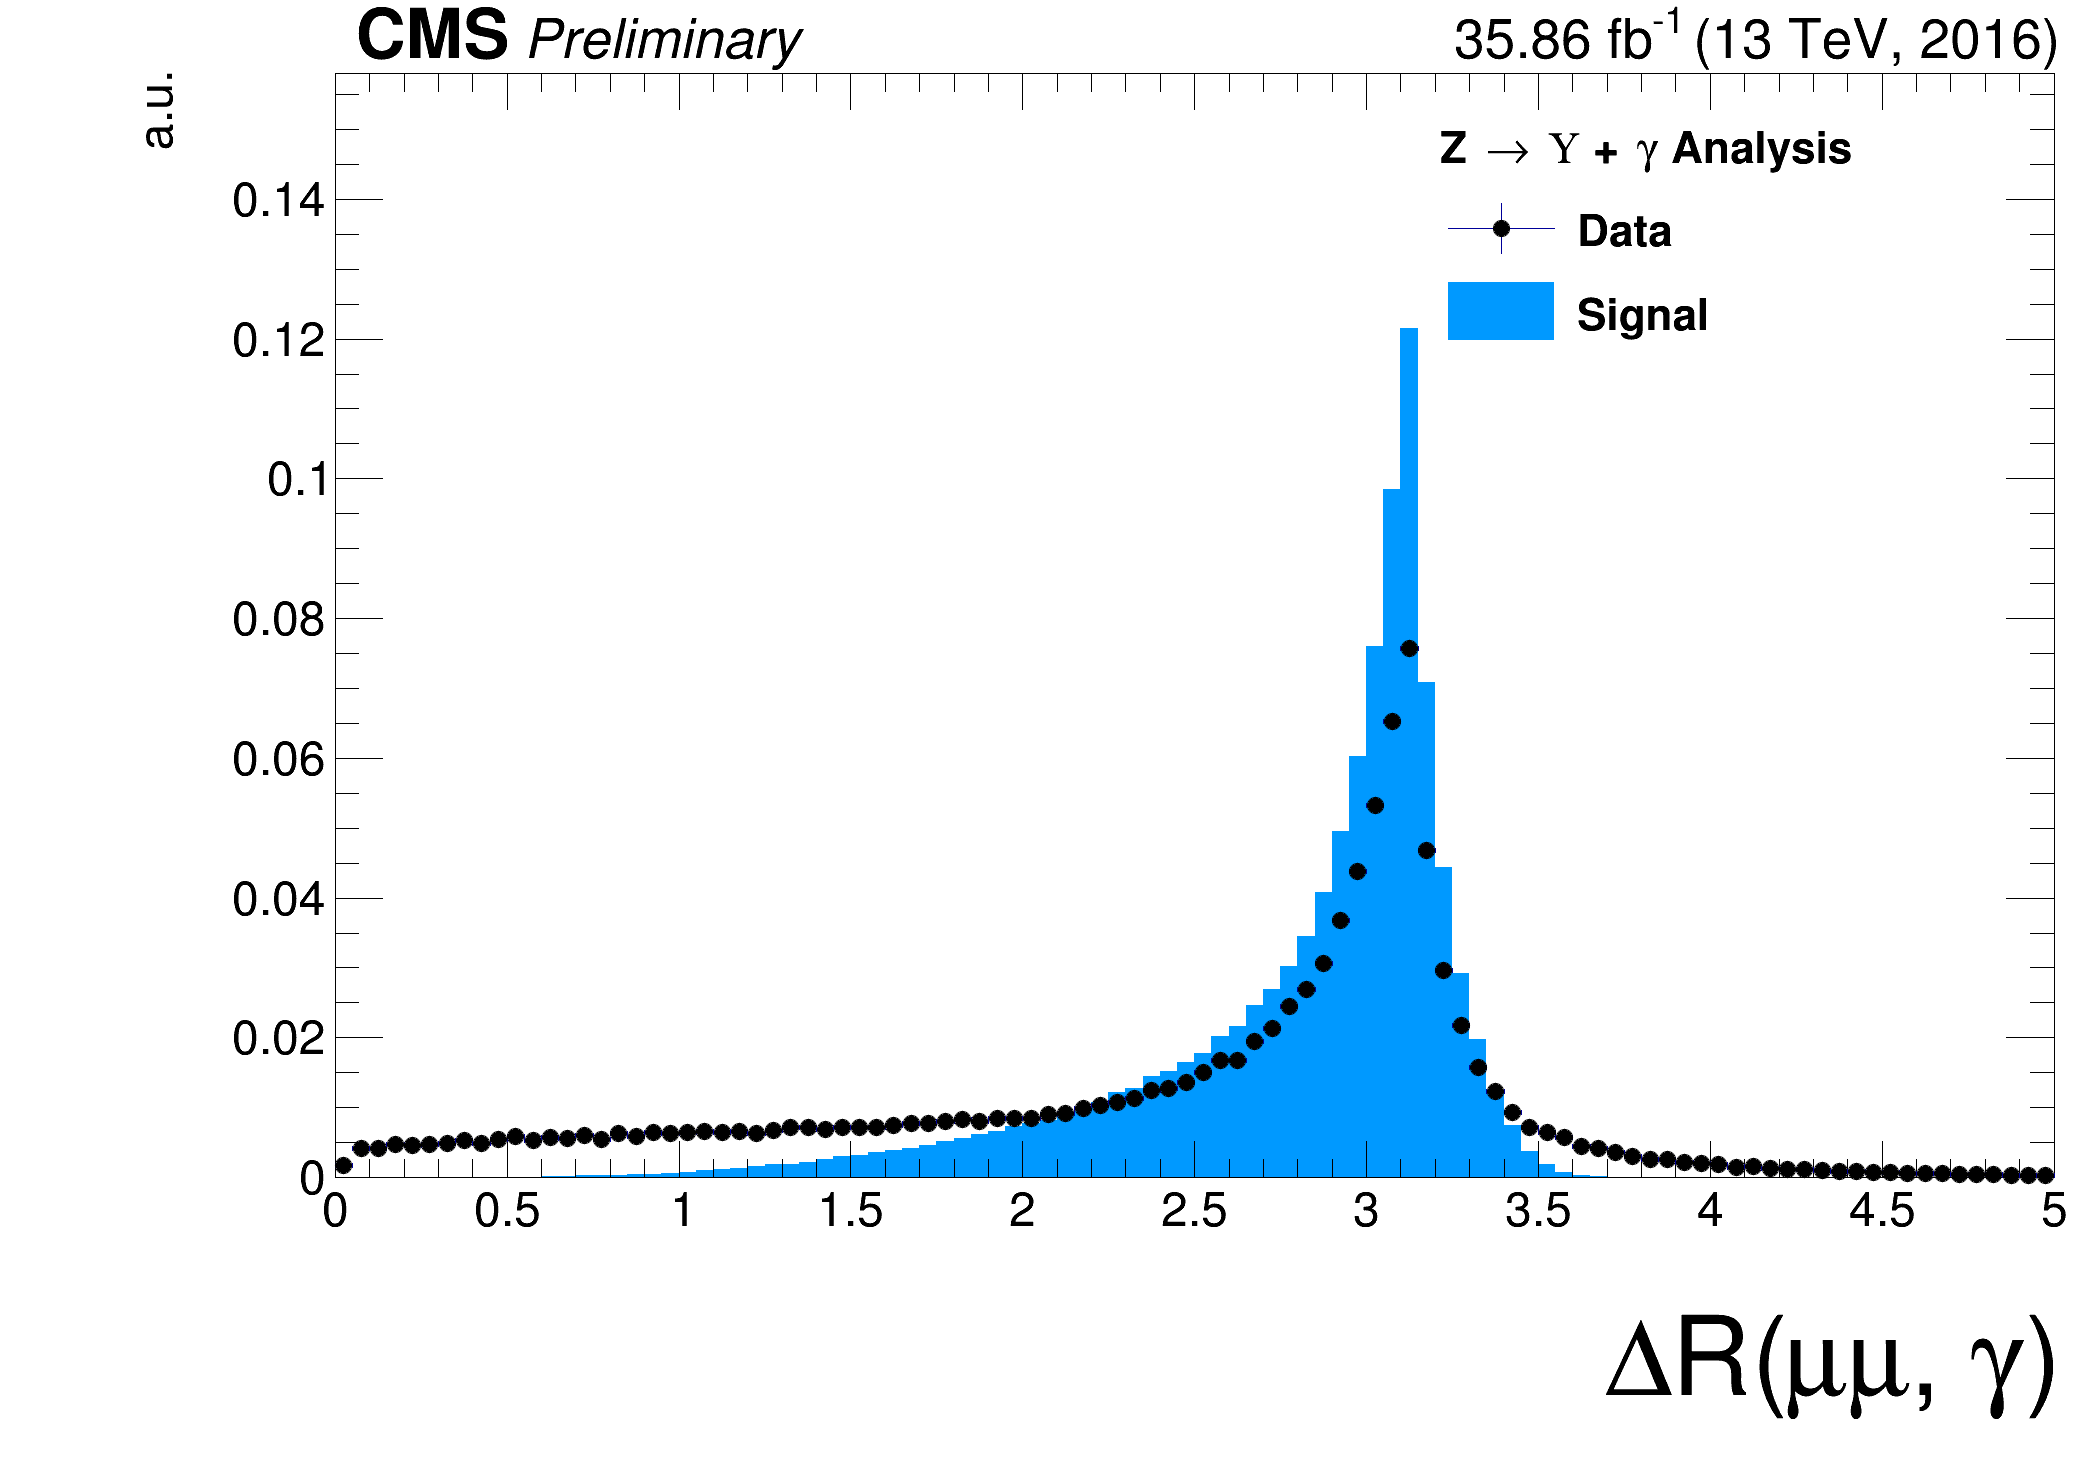 CMS Preliminary
35.86 fb⁻¹ (13 TeV, 2016)
a.u.
Z → Υ + γ Analysis
Data
Signal
0.14
0.12
0.1
0.08
0.06
0.04
0.02
0
0 0.5 1 1.5 2 2.5 3 3.5 4 4.5 5
ΔR(μμ, γ)